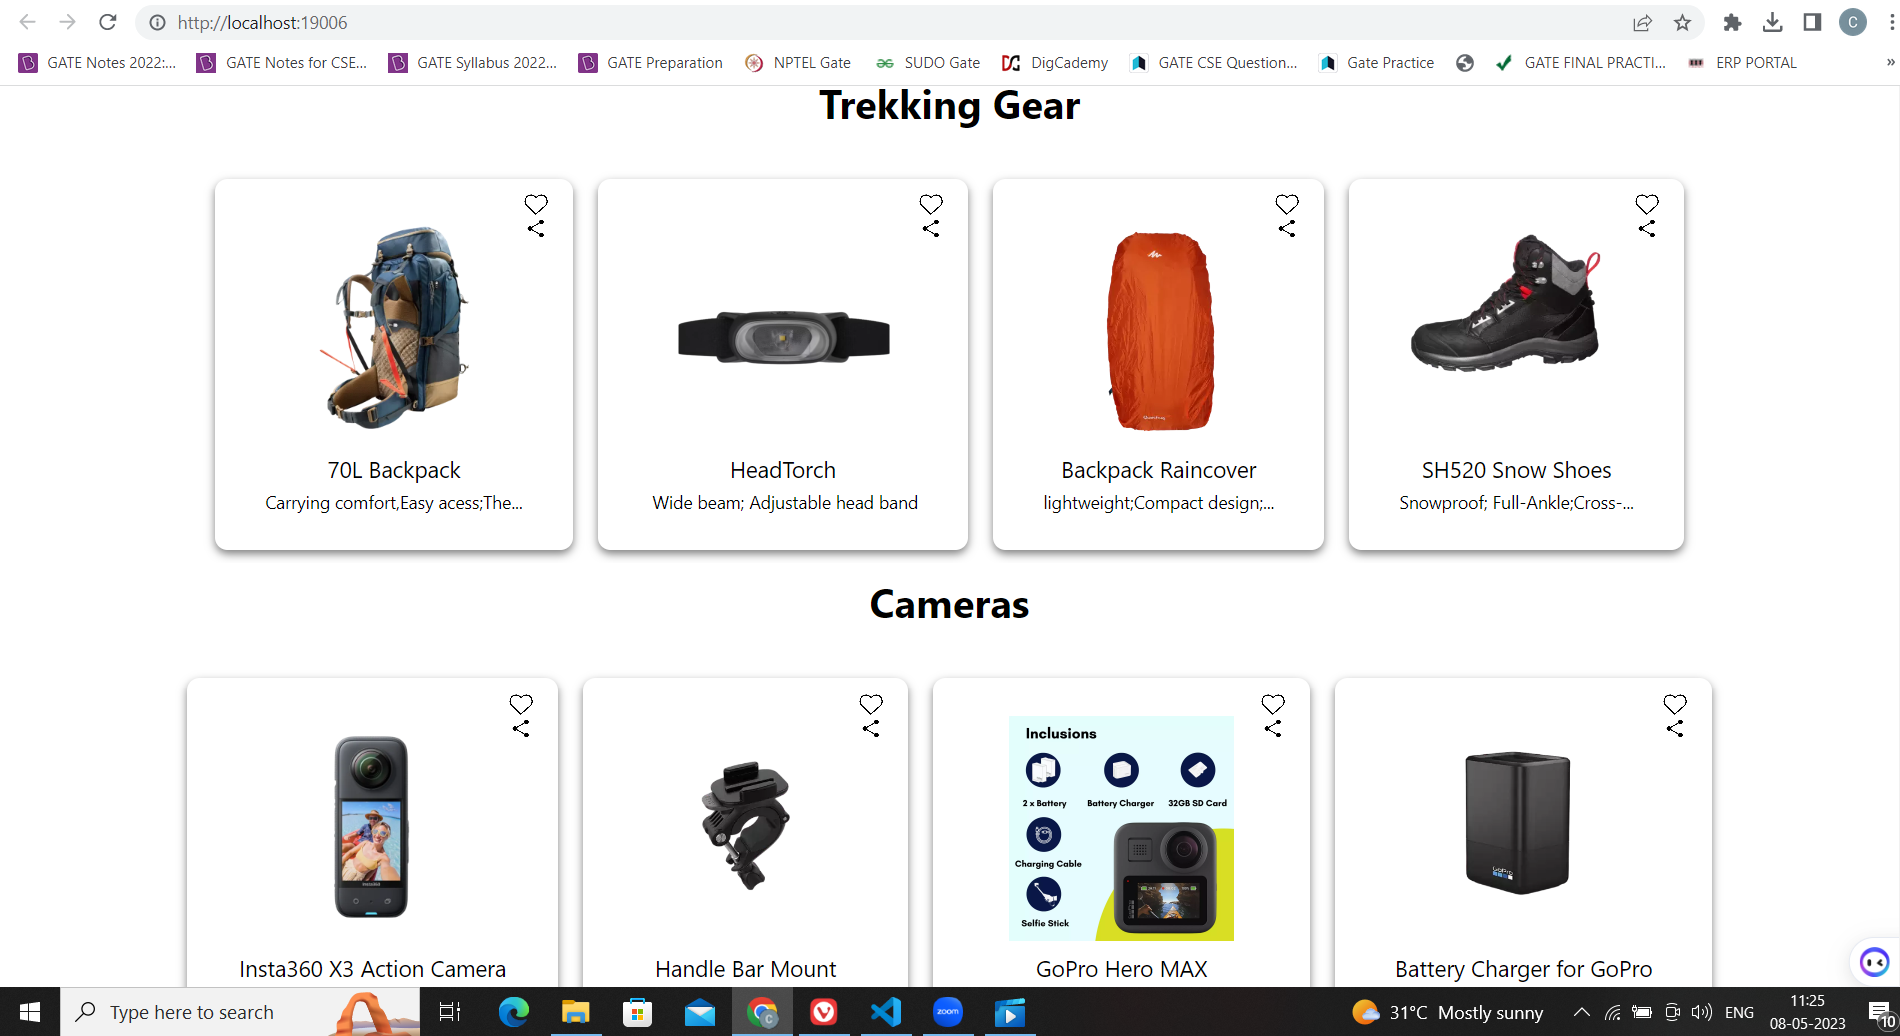 http://localhost:19006
C
GATE Notes 2022:...
GATE Notes for CSE...
GATE Syllabus 2022...
GATE Preparation
NPTEL Gate
SUDO Gate
DigCademy
GATE CSE Question...
Gate Practice
GATE FINAL PRACTI...
ERP PORTAL
»
Trekking Gear
70L Backpack
Carrying comfort,Easy acess;The...
HeadTorch
Wide beam; Adjustable head band
Backpack Raincover
lightweight;Compact design;...
SH520 Snow Shoes
Snowproof; Full-Ankle;Cross-...
Cameras
Insta360 X3 Action Camera
Handle Bar Mount
Inclusions
2 x Battery
Battery Charger
32GB SD Card
Charging Cable
Selfie Stick
GoPro Hero MAX
GoPro
Battery Charger for GoPro
Type here to search
zoom
31°C Mostly sunny
ENG
11:25
08-05-2023
10